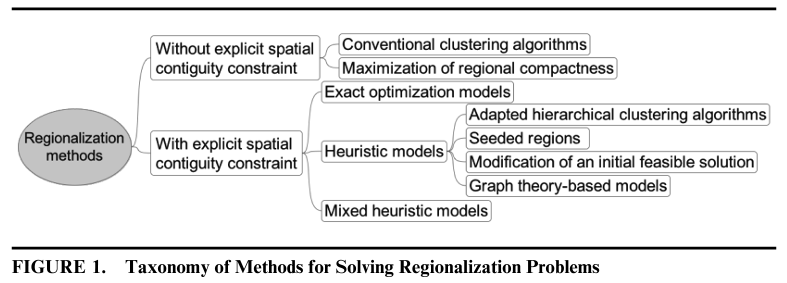 Regionalization
methods
Without explicit spatial
contiguity constraint
Conventional clustering algorithms
Maximization of regional compactness
With explicit spatial
contiguity constraint
Exact optimization models
Heuristic models
Adapted hierarchical clustering algorithms
Seeded regions
Modification of an initial feasible solution
Graph theory-based models
Mixed heuristic models
FIGURE 1. Taxonomy of Methods for Solving Regionalization Problems